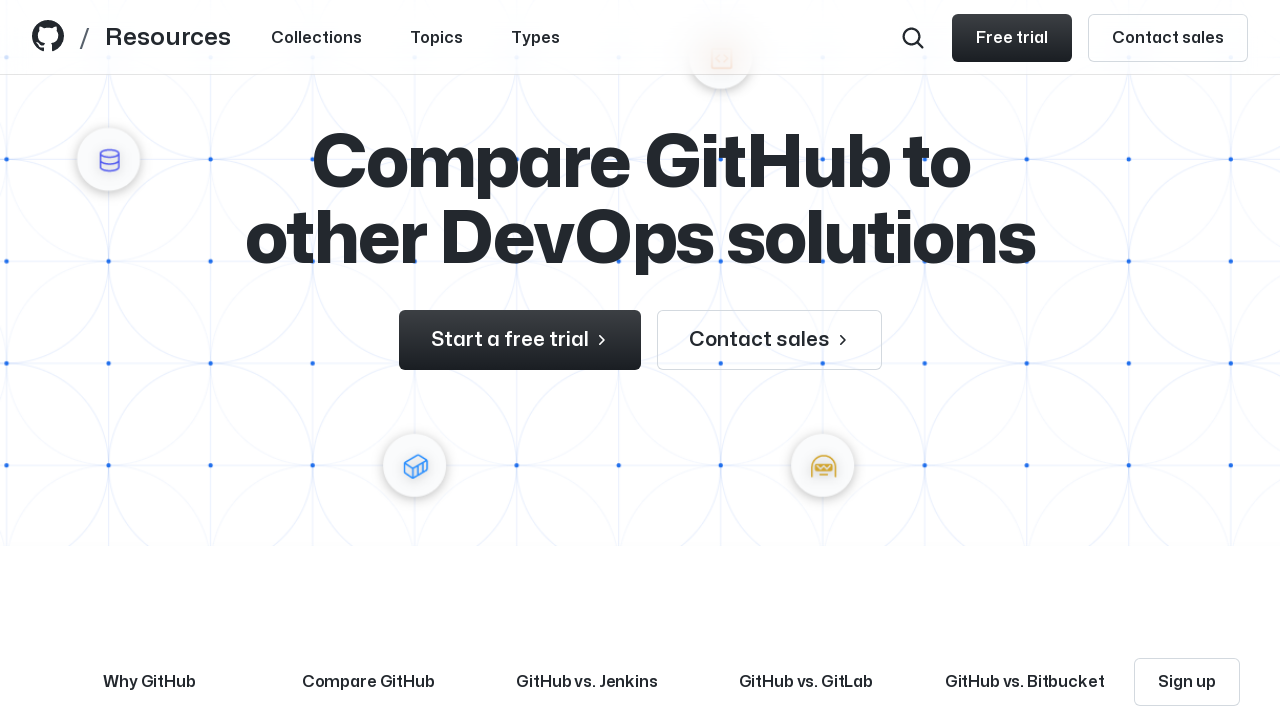 / Resources Collections Topics Types Free trial Contact sales
Compare GitHub to
other DevOps solutions
Start a free trial Contact sales
Why GitHub Compare GitHub GitHub vs. Jenkins GitHub vs. GitLab GitHub vs. Bitbucket Sign up